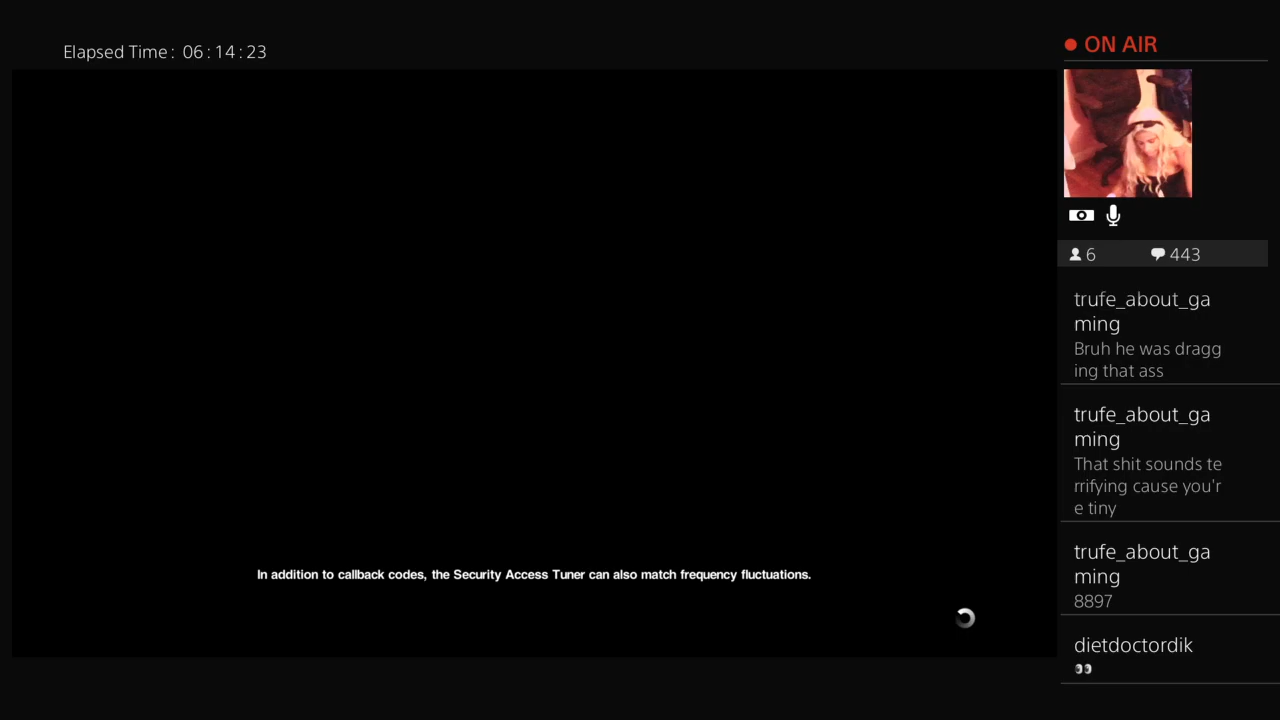 Elapsed Time: 06:14:23
ON AIR
6 443
trufe_about_ga
ming
Bruh he was dragg
ing that ass
trufe_about_ga
ming
That shit sounds te
rrifying cause you'r
e tiny
trufe_about_ga
ming
8897
dietdoctordik
👀
In addition to callback codes, the Security Access Tuner can also match frequency fluctuations.